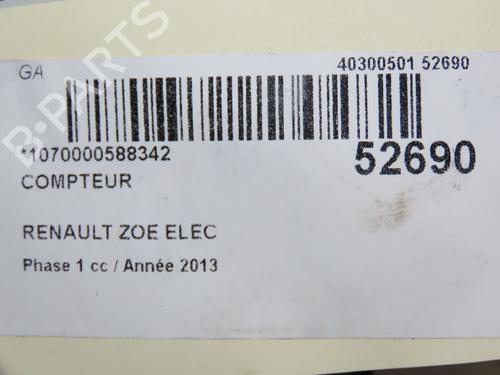 GA
40300501 52690
*1070000588342
52690
COMPTEUR
RENAULT ZOE ELEC
Phase 1 cc / Année 2013
B-PARTS